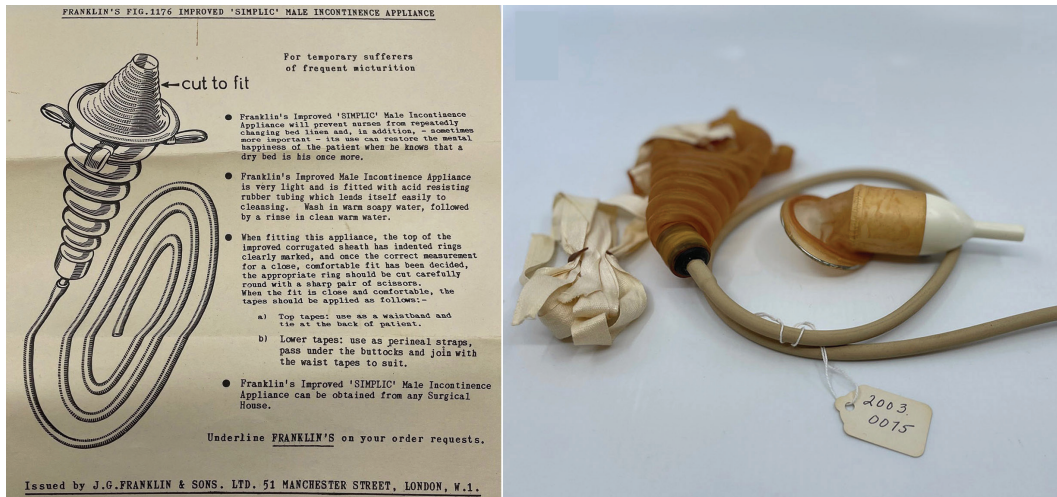 FRANKLIN'S FIG.1176 IMPROVED 'SIMPLIC' MALE INCONTINENCE APPLIANCE
For temporary sufferers
of frequent micturition
cut to fit
● Franklin's Improved 'SIMPLIC' Male Incontinence
Appliance will prevent nurses from repeatedly
changing bed linen and, in addition, - sometimes
more important - its use can restore the mental
happiness of the patient when he knows that a
dry bed is his once more.
● Franklin's Improved Male Incontinence Appliance
is very light and is fitted with acid resisting
rubber tubing which lends itself easily to
cleansing. Wash in warm soapy water, followed
by a rinse in clean warm water.
● When fitting this appliance, the top of the
improved corrugated sheath has indented rings
clearly marked, and once the correct measurement
for a close, comfortable fit has been decided,
the appropriate ring should be cut carefully
round with a sharp pair of scissors.
When the fit is close and comfortable, the
tapes should be applied as follows:-
a) Top tapes: use as a waistband and
tie at the back of patient.
b) Lower tapes: use as perineal straps,
pass under the buttocks and join with
the waist tapes to suit.
● Franklin's Improved 'SIMPLIC' Male Incontinence
Appliance can be obtained from any Surgical
House.
Underline FRANKLIN'S on your order requests.
Issued by J.G.FRANKLIN & SONS. LTD. 51 MANCHESTER STREET, LONDON, W.1.
2003.
0075